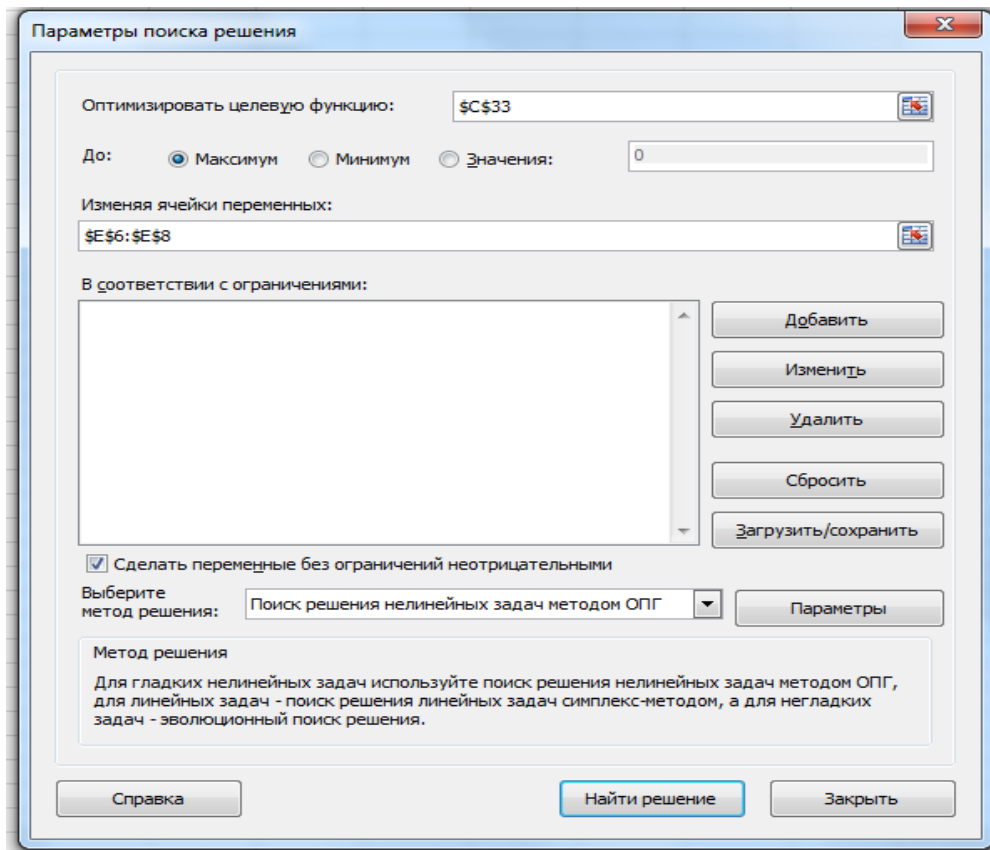 Параметры поиска решения
Оптимизировать целевую функцию: $C$33
До: Максимум Минимум Значения: 0
Изменяя ячейки переменных:
$E$6:$E$8
В соответствии с ограничениями:
Добавить
Изменить
Удалить
Сбросить
Загрузить/сохранить
Сделать переменные без ограничений неотрицательными
Выберите
метод решения: Поиск решения нелинейных задач методом ОПГ Параметры
Метод решения
Для гладких нелинейных задач используйте поиск решения нелинейных задач методом ОПГ,
для линейных задач - поиск решения линейных задач симплекс-методом, а для негладких
задач - эволюционный поиск решения.
Справка Найти решение Закрыть